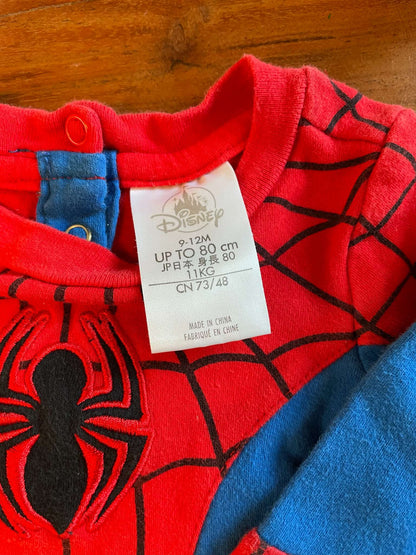 Disney
9-12M
UP TO 80 cm
JP日本 身長 80
11KG
CN 73/48
MADE IN CHINA
FABRIQUÉ EN CHINE